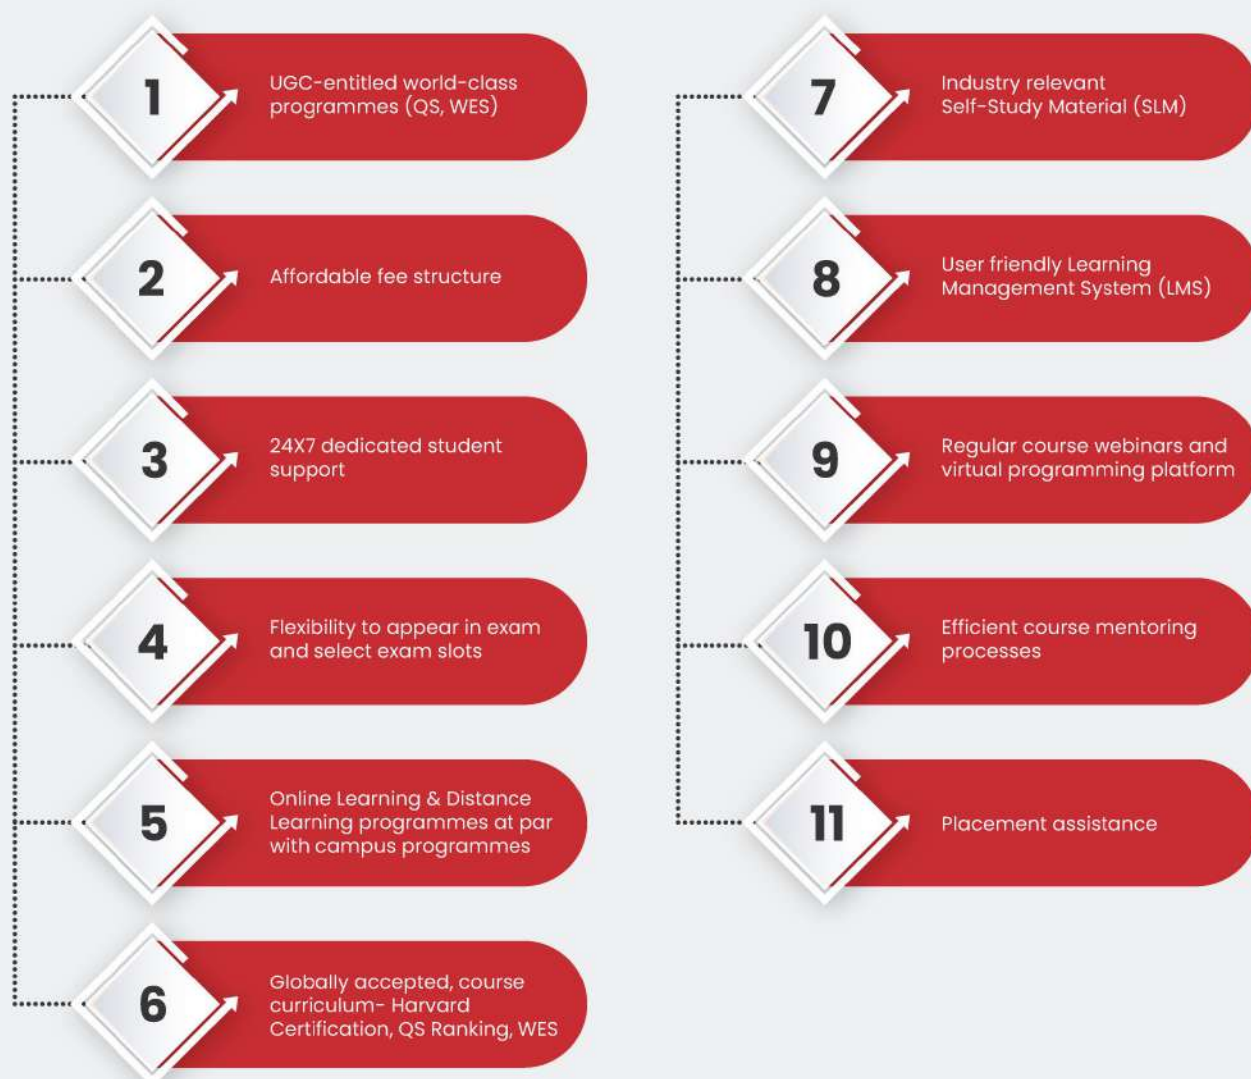 1
UGC-entitled world-class
programmes (QS, WES)
2
Affordable fee structure
3
24X7 dedicated student
support
4
Flexibility to appear in exam
and select exam slots
5
Online Learning & Distance
Learning programmes at par
with campus programmes
6
Globally accepted, course
curriculum- Harvard
Certification, QS Ranking, WES
7
Industry relevant
Self-Study Material (SLM)
8
User friendly Learning
Management System (LMS)
9
Regular course webinars and
virtual programming platform
10
Efficient course mentoring
processes
11
Placement assistance